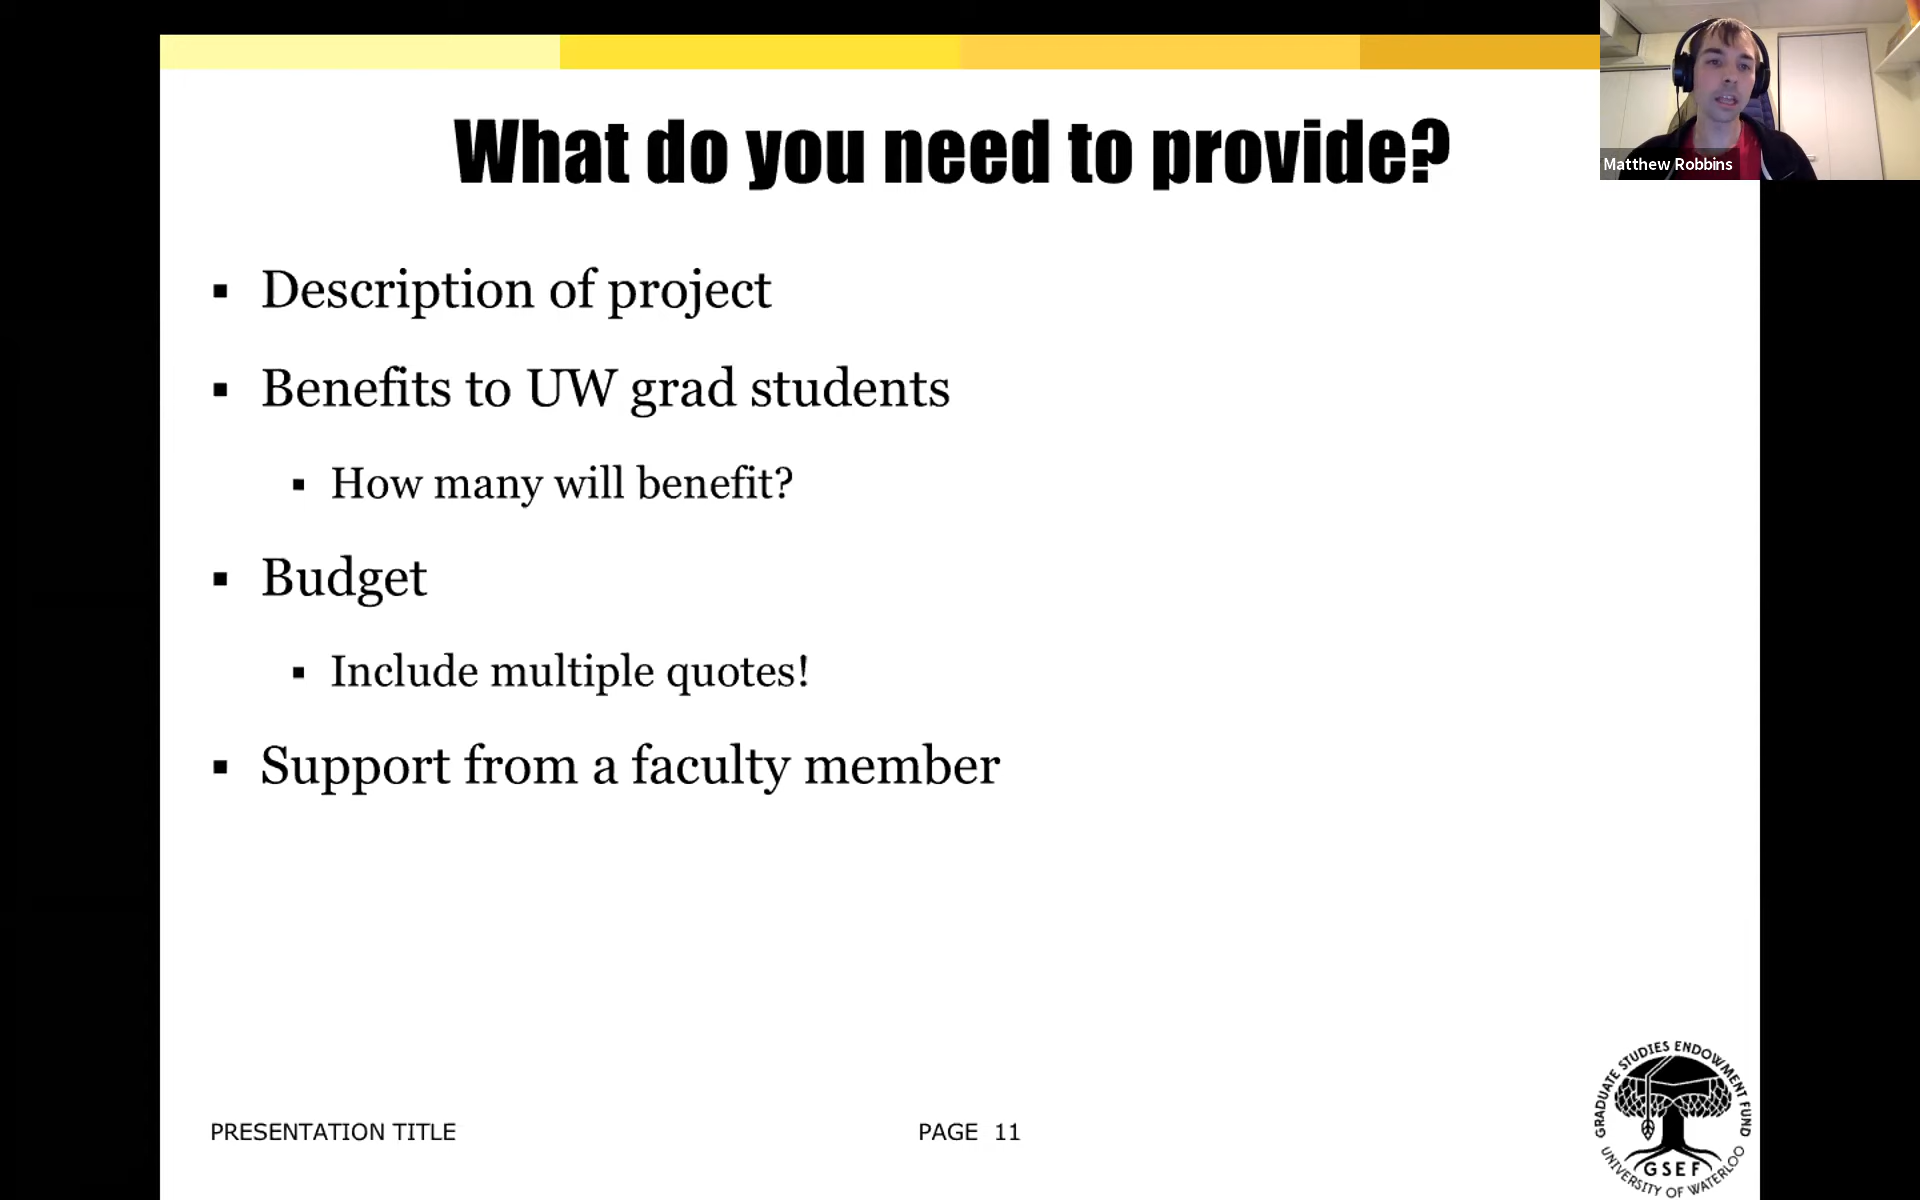 What do you need to provide?
Matthew Robbins
▪ Description of project
▪ Benefits to UW grad students
▪ How many will benefit?
▪ Budget
▪ Include multiple quotes!
▪ Support from a faculty member
PRESENTATION TITLE
PAGE 11
GRADUATE STUDIES ENDOWMENT FUND
GSEF
UNIVERSITY OF WATERLOO